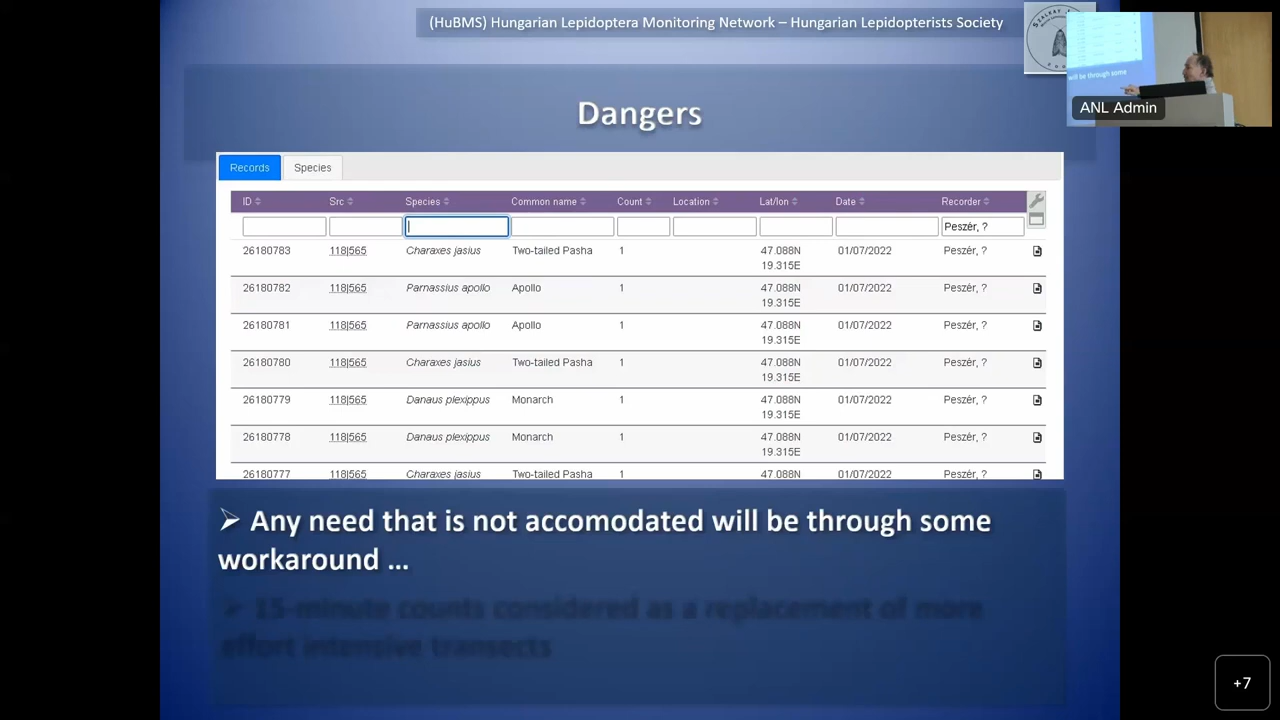 (HuBMS) Hungarian Lepidoptera Monitoring Network – Hungarian Lepidopterists Society
will be through some
ANL Admin
Dangers
Records Species
ID Src Species Common name Count Location Lat/lon Date Recorder
Peszér, ?
26180783 118|565 Charaxes jasius Two-tailed Pasha 1 47.088N 01/07/2022 Peszér, ?
19.315E
26180782 118|565 Parnassius apollo Apollo 1 47.088N 01/07/2022 Peszér, ?
19.315E
26180781 118|565 Parnassius apollo Apollo 1 47.088N 01/07/2022 Peszér, ?
19.315E
26180780 118|565 Charaxes jasius Two-tailed Pasha 1 47.088N 01/07/2022 Peszér, ?
19.315E
26180779 118|565 Danaus plexippus Monarch 1 47.088N 01/07/2022 Peszér, ?
19.315E
26180778 118|565 Danaus plexippus Monarch 1 47.088N 01/07/2022 Peszér, ?
19.315E
26180777 118|565 Charaxes jasius Two-tailed Pasha 1 47.088N 01/07/2022 Peszér, ?
➢ Any need that is not accomodated will be through some
workaround ...
➢ 15-minute counts considered as a replacement of more
effort intensive transects
+7